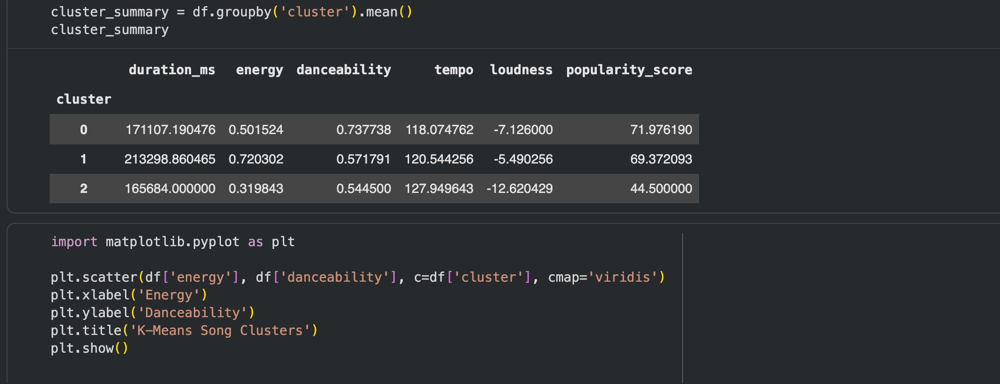 cluster_summary = df.groupby('cluster').mean()
cluster_summary
duration_ms energy danceability tempo loudness popularity_score
cluster
0 171107.190476 0.501524 0.737738 118.074762 -7.126000 71.976190
1 213298.860465 0.720302 0.571791 120.544256 -5.490256 69.372093
2 165684.000000 0.319843 0.544500 127.949643 -12.620429 44.500000
import matplotlib.pyplot as plt
plt.scatter(df['energy'], df['danceability'], c=df['cluster'], cmap='viridis')
plt.xlabel('Energy')
plt.ylabel('Danceability')
plt.title('K-Means Song Clusters')
plt.show()